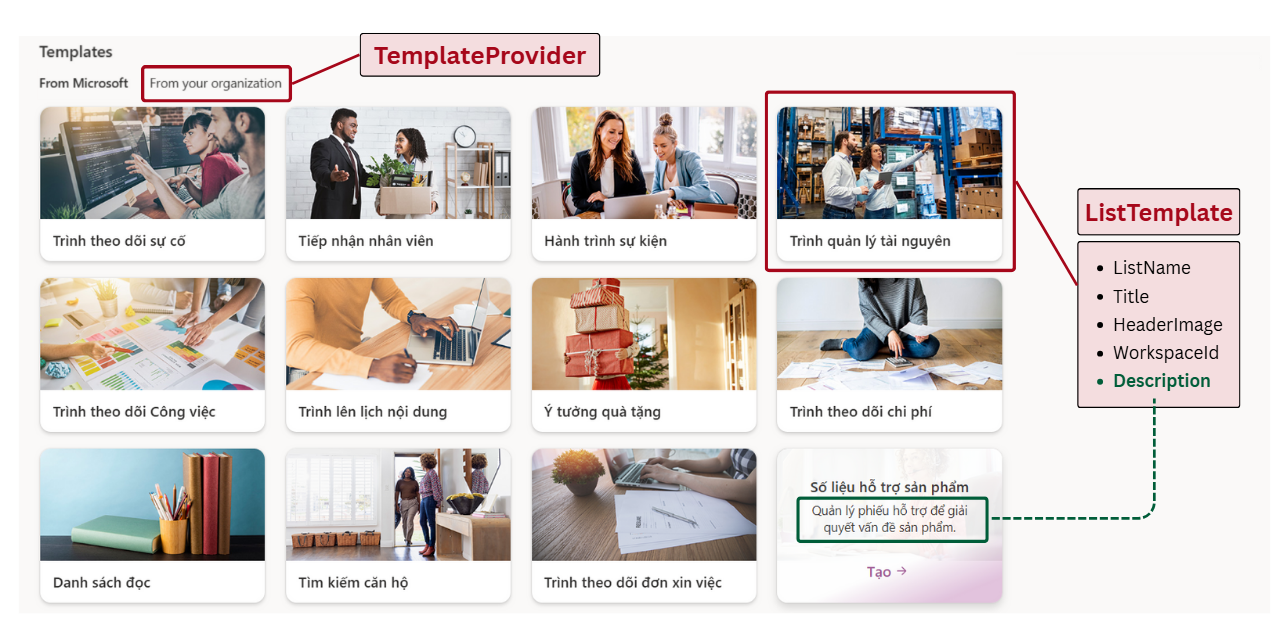 Templates
TemplateProvider
From Microsoft
From your organization
Trình theo dõi sự cố
Tiếp nhận nhân viên
Hành trình sự kiện
Trình quản lý tài nguyên
ListTemplate
ListName
Title
HeaderImage
WorkspaceId
Description
Trình theo dõi Công việc
Trình lên lịch nội dung
Ý tưởng quà tặng
Trình theo dõi chi phí
Số liệu hỗ trợ sản phẩm
Quản lý phiếu hỗ trợ để giải
quyết vấn đề sản phẩm.
Tạo →
Danh sách đọc
Tìm kiếm căn hộ
Trình theo dõi đơn xin việc